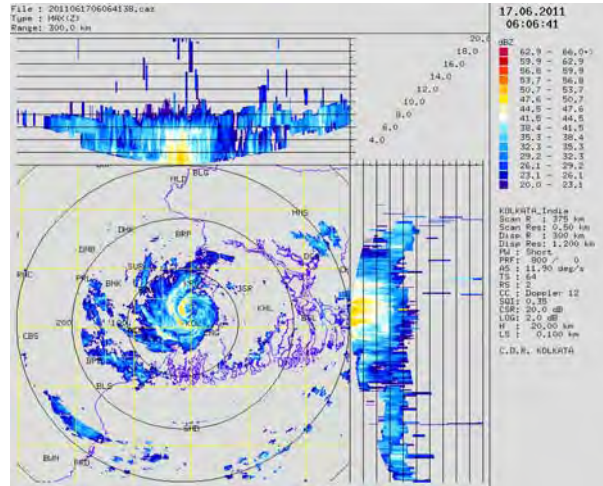 File : 2011061706064138.caz
Type : MAX(Z)
Range: 300.0 km
20.0
18.0
16.0
14.0
12.0
10.0
8.0
6.0
4.0
17.06.2011
06:06:41
dBZ
62.9 - 66.0+>
59.9 - 62.9
56.8 - 59.9
53.7 - 56.8
50.7 - 53.7
47.6 - 50.7
44.5 - 47.6
41.5 - 44.5
38.4 - 41.5
35.3 - 38.4
32.3 - 35.3
29.2 - 32.3
26.1 - 29.2
23.1 - 26.1
20.0 - 23.1
BLG
MLD
MHS
DHK
BRP
DMB
BHK
JSR
KHL
200
CBS
BLS
BWN
KOLKATA_India
Scan R : 375 km
Scan Res: 0.50 km
Disp R : 300 km
Disp Res: 1.200 km
PW : Short
PRF: 800 / 0
AS : 11.90 deg/s
TS : 64
RS : 2
CC : Doppler 12
SQI: 0.35
CSR: 20.0 dB
LOG: 2.0 dB
H : 20.00 km
LS : 0.100 km
C.D.R. KOLKATA